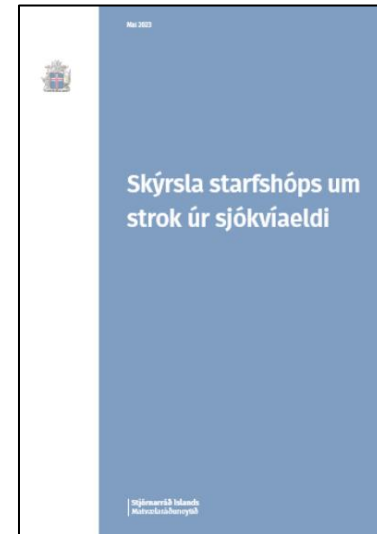 Maí 2023
Skýrsla starfshóps um
strok úr sjókvíaeldi
Stjórnarráð Íslands
Matvælaráðuneytið